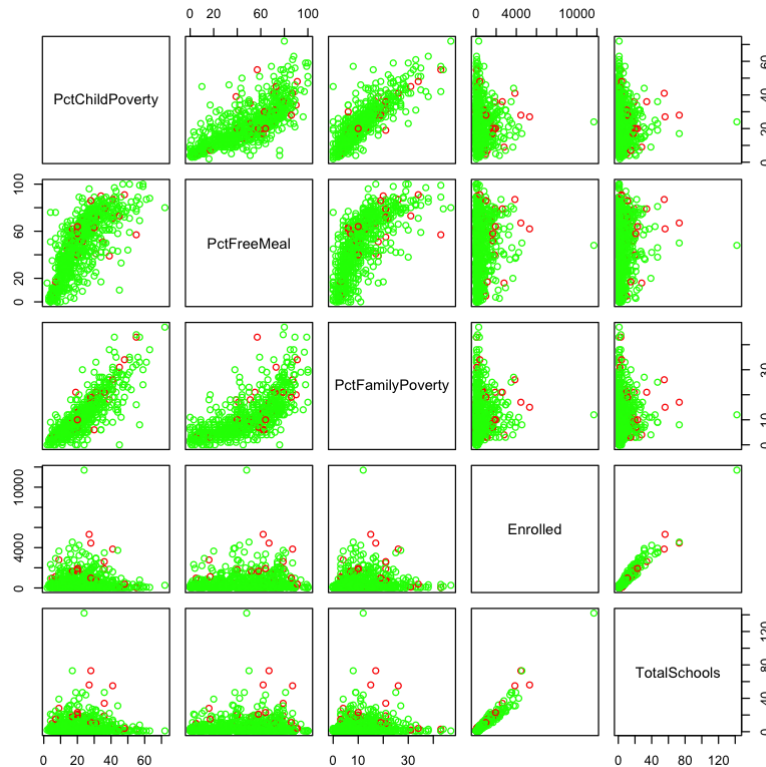 0 20 60 100
0 4000 10000
PctChildPoverty
0 20 40 60
0 20 60 100
PctFreeMeal
PctFamilyPoverty
0 10 30
0 4000 10000
Enrolled
TotalSchools
0 40 80 120
0 20 40 60
0 10 30
0 40 80 120